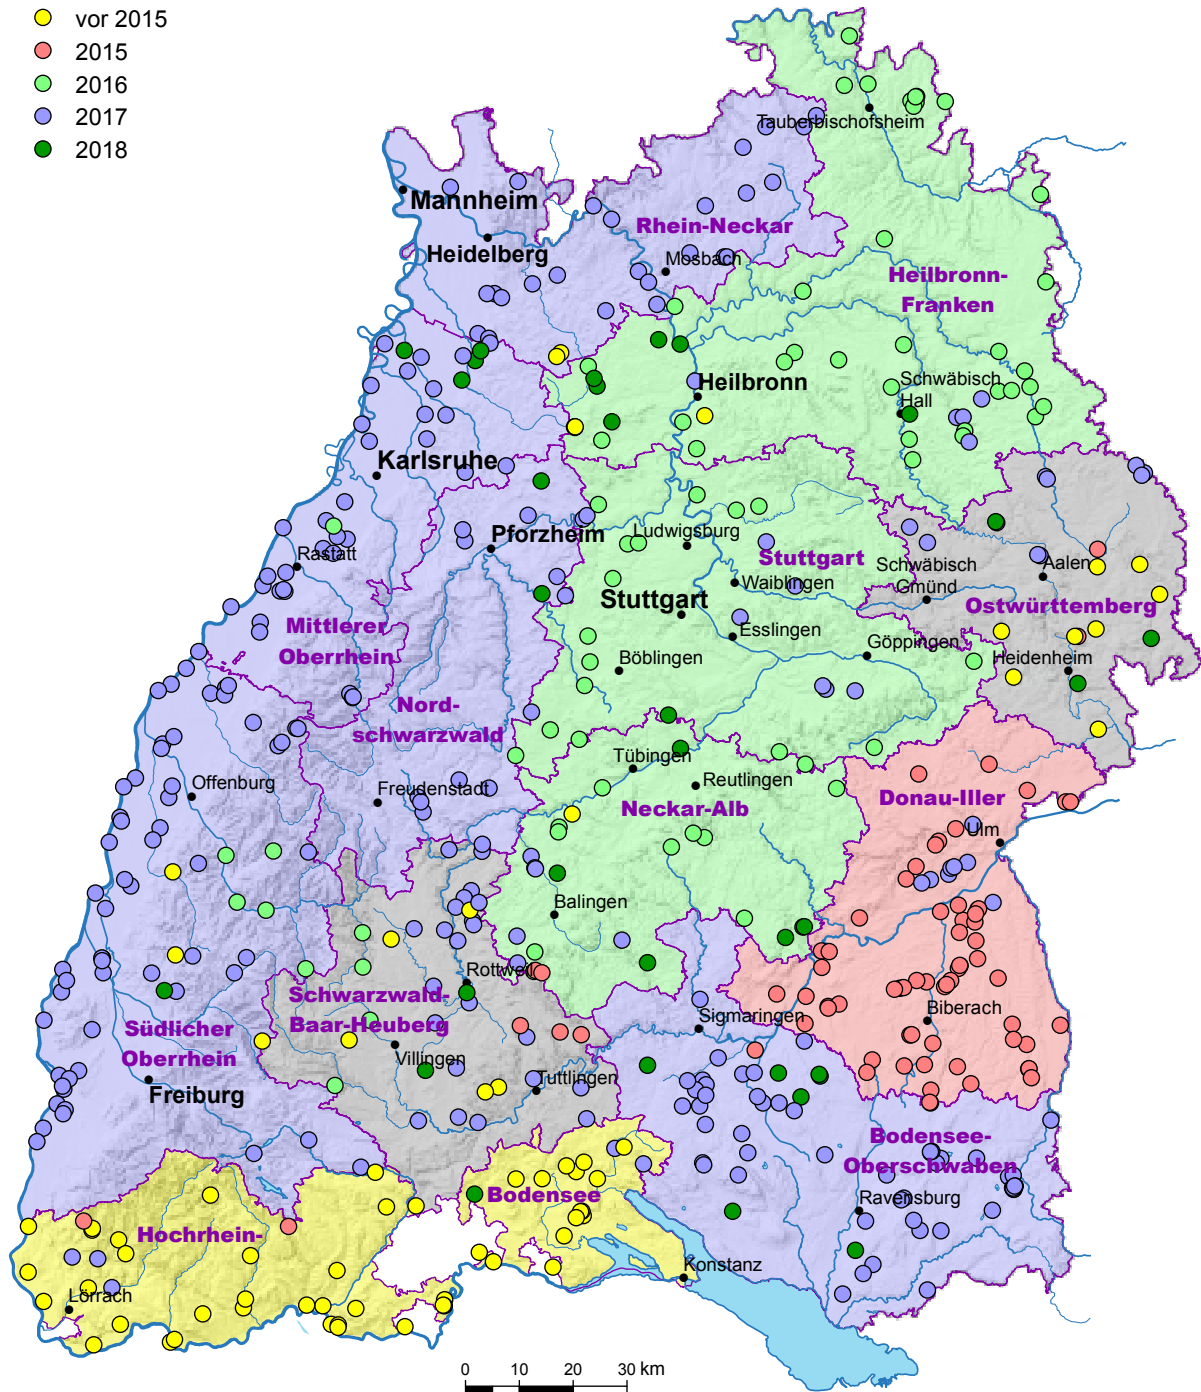 vor 2015
2015
2016
2017
2018
Tauberbischofsheim
Mannheim
Rhein-Neckar
Heidelberg
Mosbach
Heilbronn-
Franken
Heilbronn
Schwäbisch
Hall
Karlsruhe
Pforzheim
Ludwigsburg
Rastatt
Stuttgart
Schwäbisch
Gmünd
Aalen
Waiblingen
Stuttgart
Ostwürttemberg
Mittlerer
Oberrhein
Esslingen
Göppingen
Böblingen
Heidenheim
Nord-
schwarzwald
Tübingen
Offenburg
Freudenstadt
Reutlingen
Neckar-Alb
Donau-Iller
Ulm
Balingen
Rottweil
Schwarzwald-
Baar-Heuberg
Sigmaringen
Biberach
Südlicher
Oberrhein
Villingen
Freiburg
Tuttlingen
Bodensee-
Oberschwaben
Ravensburg
Bodensee
Hochrhein-
Konstanz
Lörrach
0 10 20 30 km